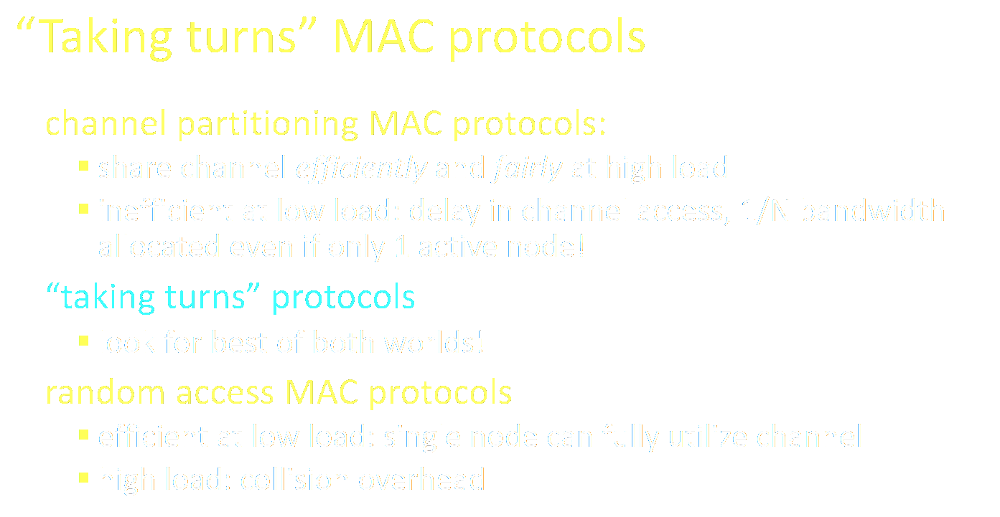 “Taking turns” MAC protocols
channel partitioning MAC protocols:
▪ share channel efficiently and fairly at high load
▪ inefficient at low load: delay in channel access, 1/N bandwidth
allocated even if only 1 active node!
“taking turns” protocols
▪ look for best of both worlds!
random access MAC protocols
▪ efficient at low load: single node can fully utilize channel
▪ high load: collision overhead